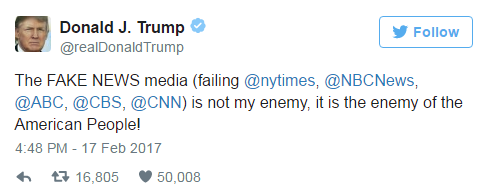 Donald J. Trump
@realDonaldTrump
Follow
The FAKE NEWS media (failing @nytimes, @NBCNews,
@ABC, @CBS, @CNN) is not my enemy, it is the enemy of the
American People!
4:48 PM - 17 Feb 2017
16,805 50,008